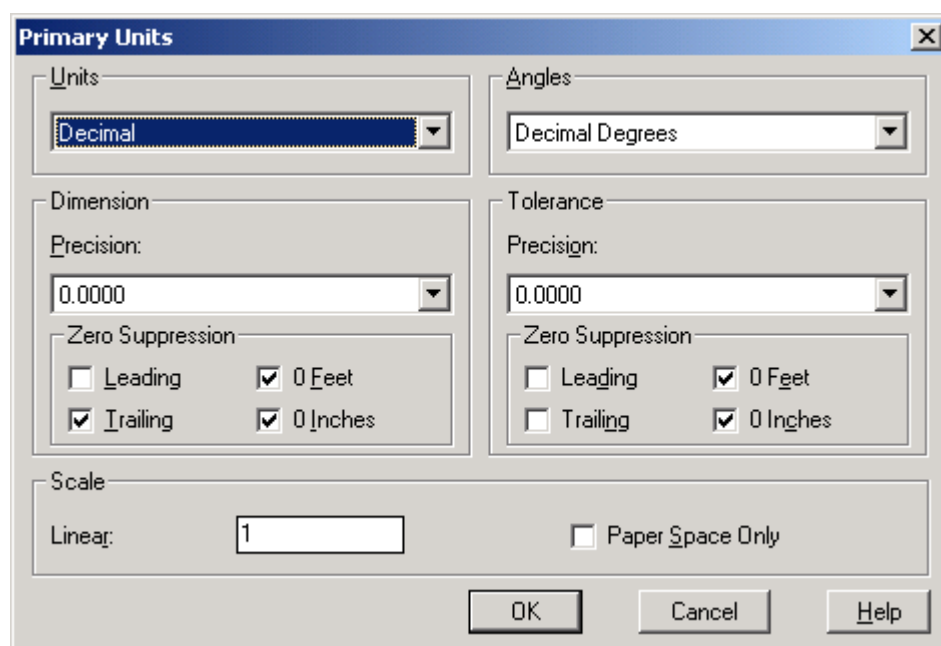 Primary Units
Units
Decimal
Angles
Decimal Degrees
Dimension
Precision:
0.0000
Zero Suppression
Leading
0 Feet
Trailing
0 Inches
Tolerance
Precision:
0.0000
Zero Suppression
Leading
0 Feet
Trailing
0 Inches
Scale
Linear:
1
Paper Space Only
OK
Cancel
Help